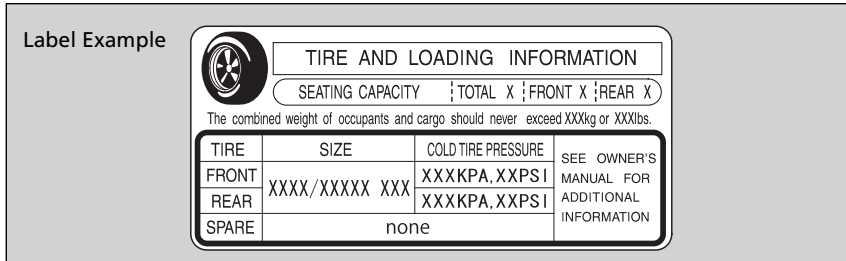 Label Example
TIRE AND LOADING INFORMATION
SEATING CAPACITY TOTAL X FRONT X REAR X
The combined weight of occupants and cargo should never exceed XXXkg or XXXlbs.
TIRE SIZE COLD TIRE PRESSURE
FRONT XXXX/XXXXX XXX XXXKPA,XXPSI
REAR XXXKPA,XXPSI
SPARE none
SEE OWNER'S
MANUAL FOR
ADDITIONAL
INFORMATION